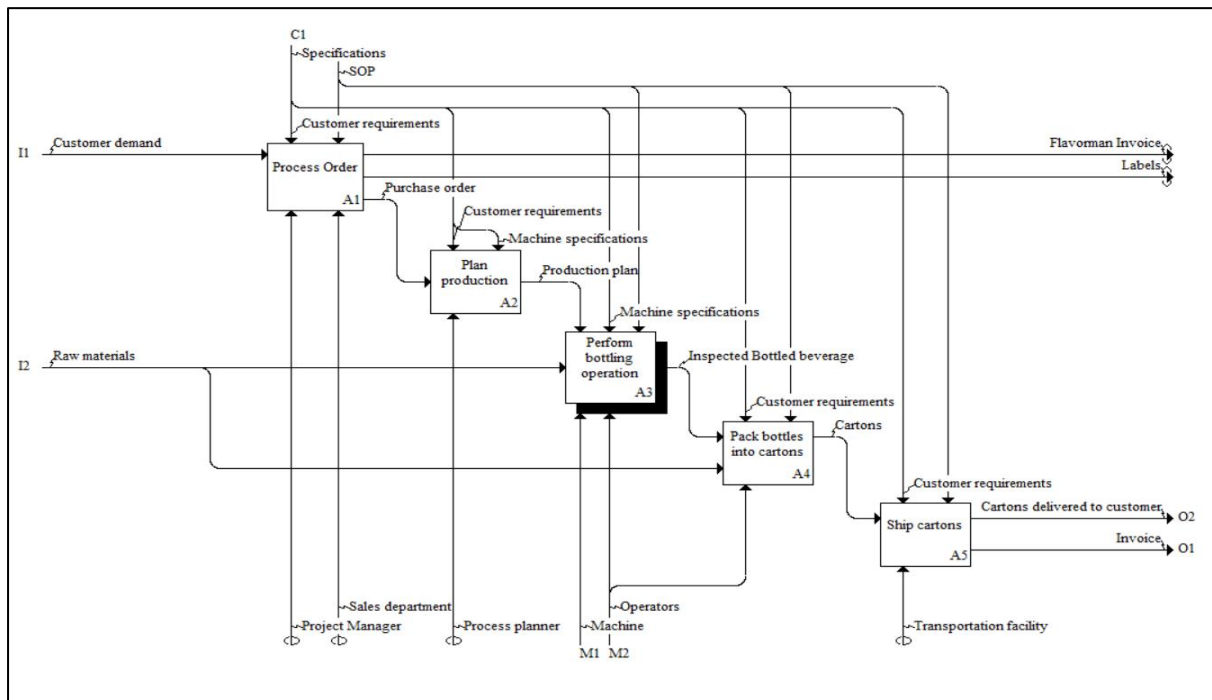 C1
Specifications
SOP
Customer requirements
I1
Customer demand
Flavorman Invoice
Labels
Process Order
A1
Purchase order
Customer requirements
Machine specifications
Plan
production
A2
Production plan
Machine specifications
I2
Raw materials
Perform
bottling
operation
A3
Inspected Bottled beverage
Customer requirements
Pack bottles
into cartons
A4
Cartons
Customer requirements
Ship cartons
A5
Cartons delivered to customer
O2
Invoice
O1
Sales department
Operators
Project Manager
Process planner
Machine
Transportation facility
M1
M2